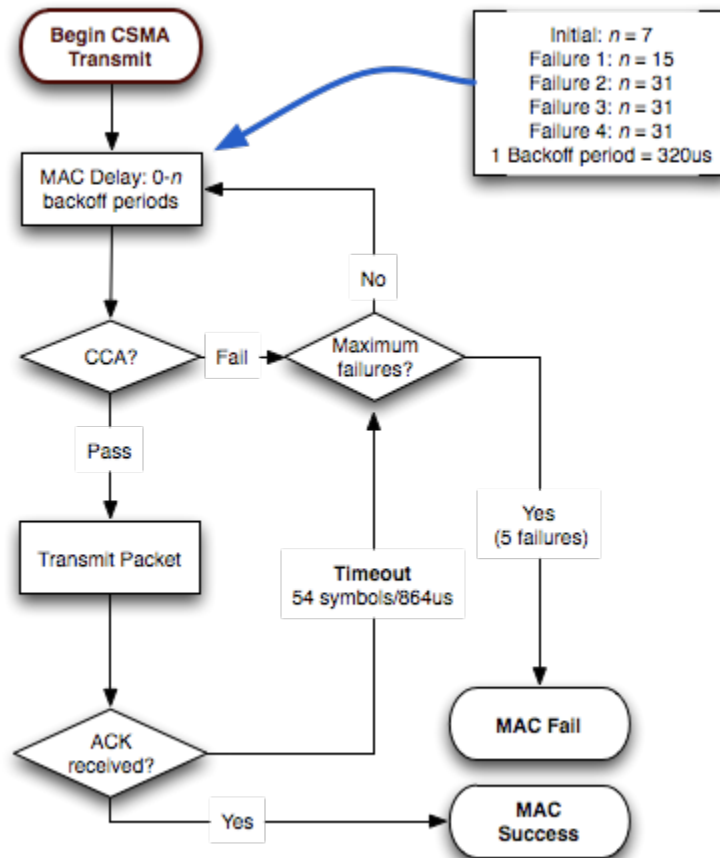 Begin CSMA
Transmit
Initial: n = 7
Failure 1: n = 15
Failure 2: n = 31
Failure 3: n = 31
Failure 4: n = 31
1 Backoff period = 320us
MAC Delay: 0-n
backoff periods
No
CCA?
Fail
Maximum
failures?
Pass
Yes
(5 failures)
Transmit Packet
Timeout
54 symbols/864us
MAC Fail
ACK
received?
Yes
MAC
Success